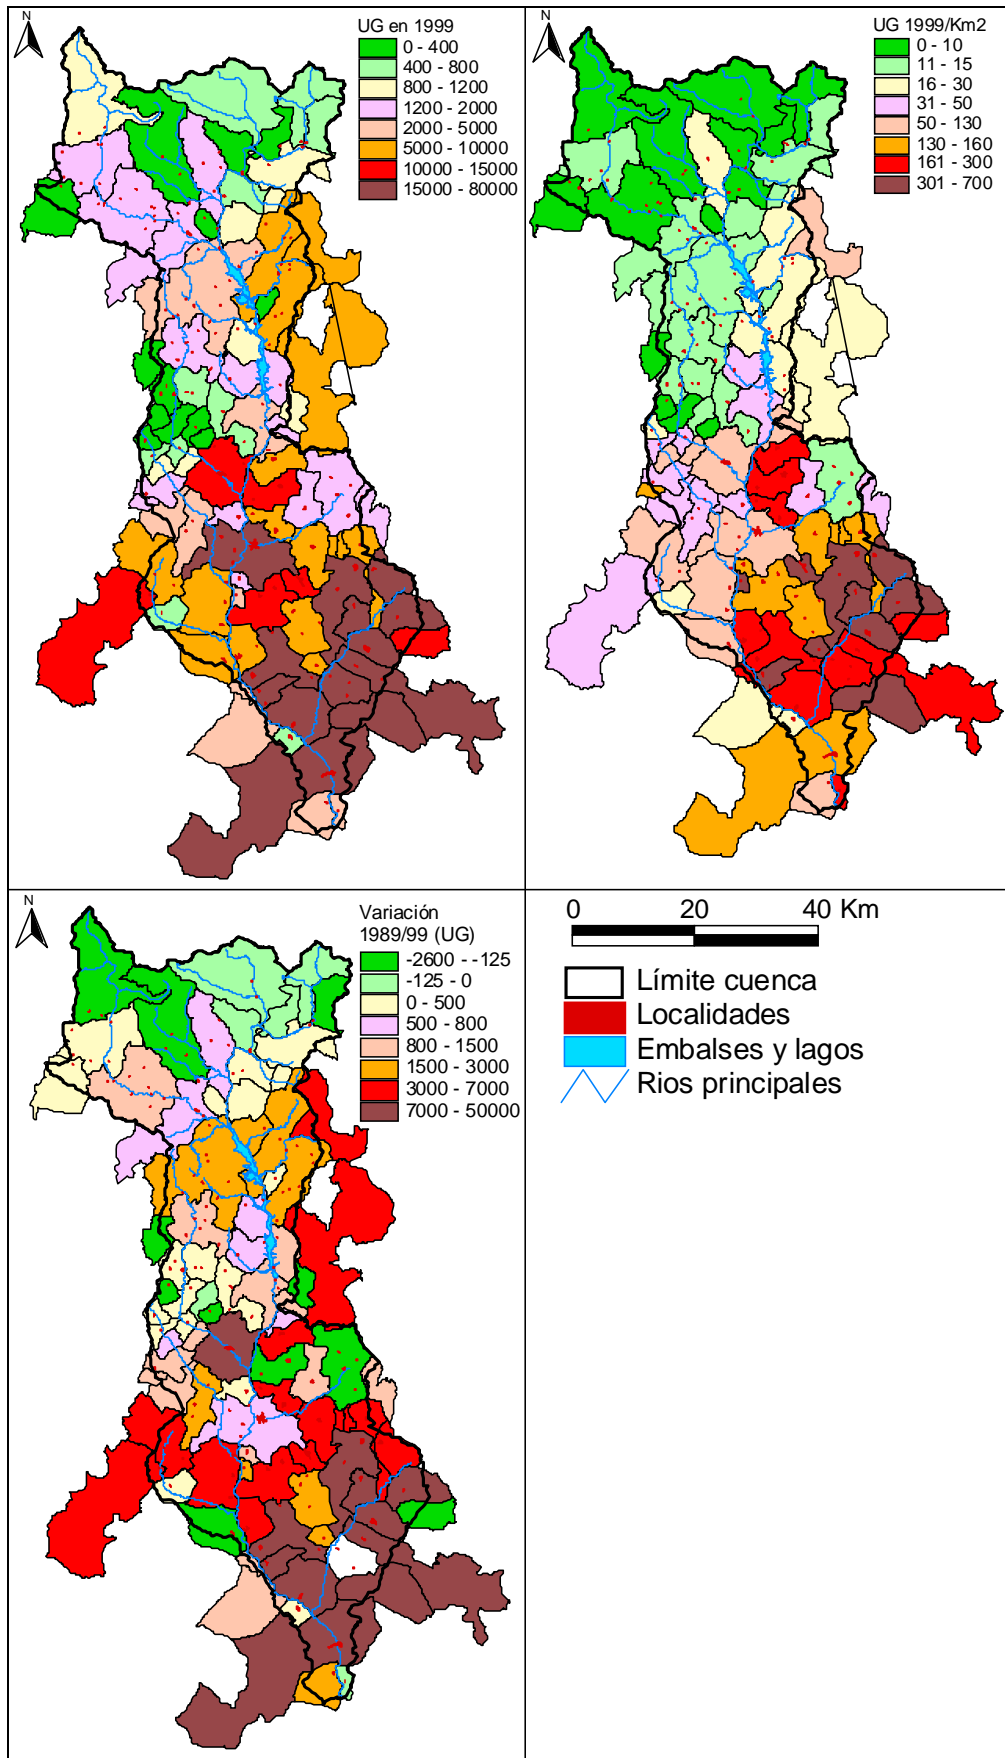 N
UG en 1999
0 - 400
400 - 800
800 - 1200
1200 - 2000
2000 - 5000
5000 - 10000
10000 - 15000
15000 - 80000
N
UG 1999/Km2
0 - 10
11 - 15
16 - 30
31 - 50
50 - 130
130 - 160
161 - 300
301 - 700
N
Variación
1989/99 (UG)
-2600 - -125
-125 - 0
0 - 500
500 - 800
800 - 1500
1500 - 3000
3000 - 7000
7000 - 50000
0 20 40 Km
Límite cuenca
Localidades
Embalses y lagos
Rios principales